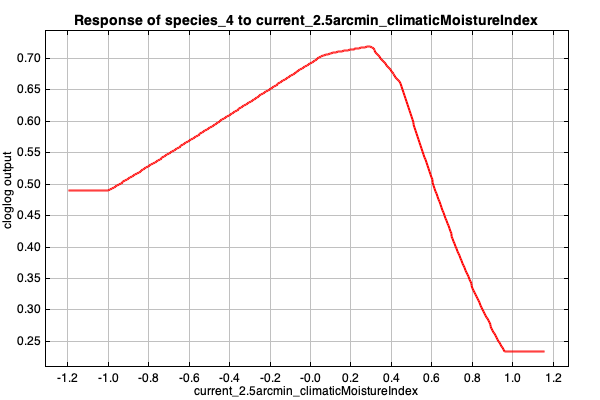 Response of species_4 to current_2.5arcmin_climaticMoistureIndex
0.70
0.65
0.60
0.55
0.50
0.45
0.40
0.35
0.30
0.25
cloglog output
-1.2 -1.0 -0.8 -0.6 -0.4 -0.2 -0.0 0.2 0.4 0.6 0.8 1.0 1.2
current_2.5arcmin_climaticMoistureIndex